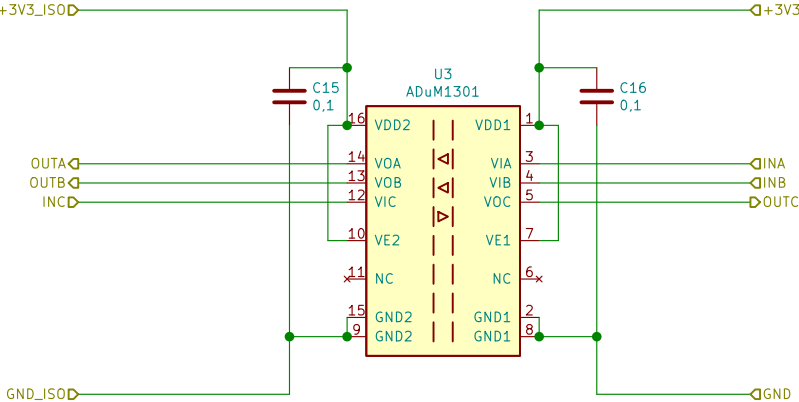 +3V3_ISO
+3V3
U3
ADuM1301
C15
0,1
C16
0,1
16 VDD2 VDD1 1
OUTA 14 VOA VIA 3 INA
OUTB 13 VOB VIB 4 INB
INC 12 VIC VOC 5 OUTC
10 VE2 VE1 7
11 NC NC 6
15 GND2 GND1 2
9 GND2 GND1 8
GND_ISO
GND